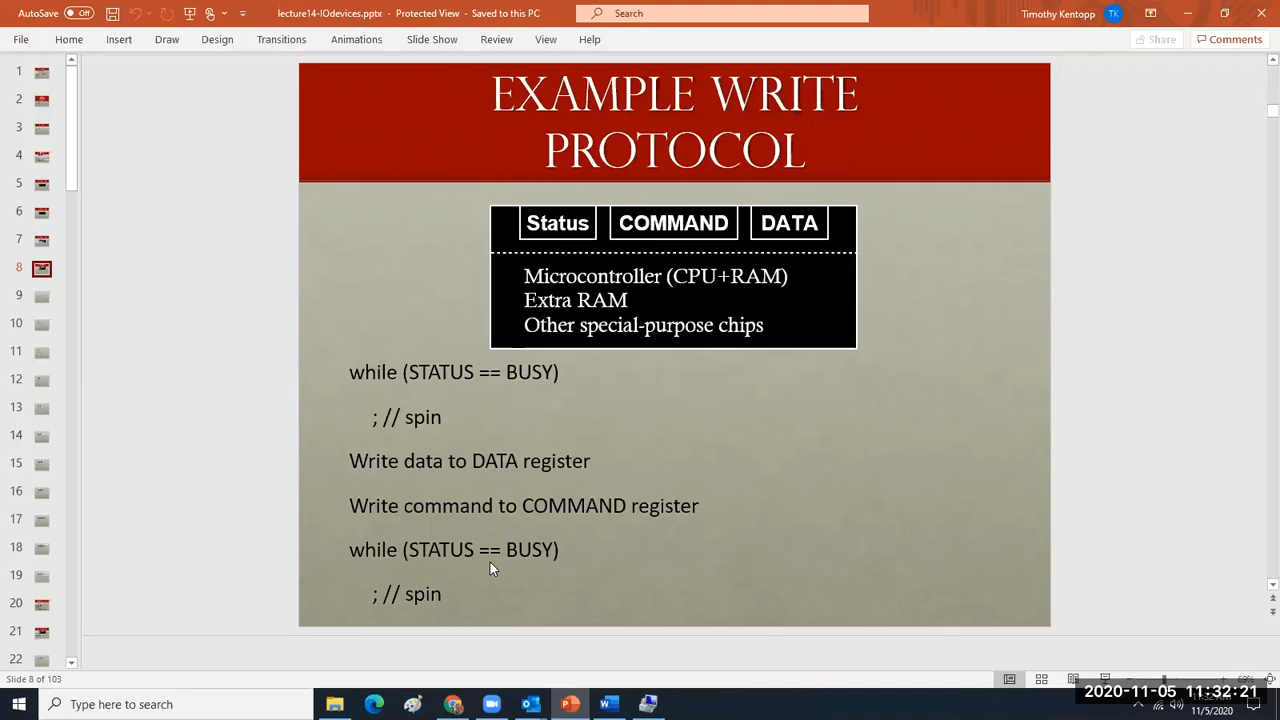 AutoSave Off
lecture14-IOdevices.pptx - PowerPoint - Saved to this PC
Search
Timothy Kentopp TK
File Home Insert Draw Design Transitions Animations Slide Show Review View Help
Share Comments
1
2
3
4
5
6
7
8
9
10
11
12
13
14
15
16
17
18
19
20
21
22
EXAMPLE WRITE
PROTOCOL
Status COMMAND DATA
Microcontroller (CPU+RAM)
Extra RAM
Other special-purpose chips
while (STATUS == BUSY)
; // spin
Write data to DATA register
Write command to COMMAND register
while (STATUS == BUSY)
; // spin
Slide 8 of 103
69%
Type here to search
2020-11-05 11:32:21
11/5/2020